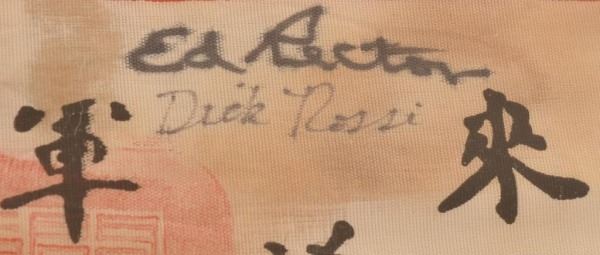 Ed Rector
Dick Rossi
來
軍